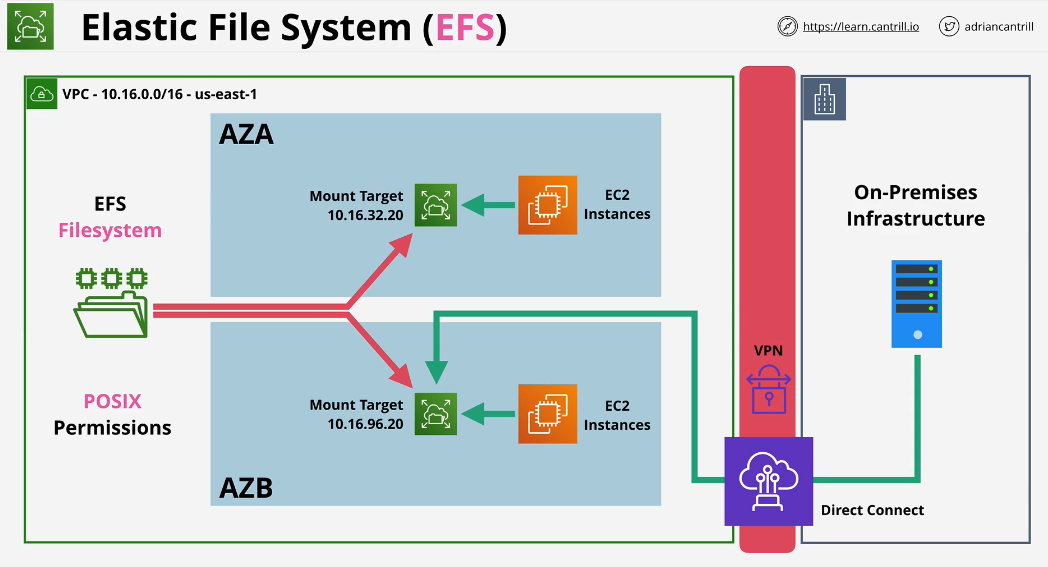 Elastic File System (EFS)
https://learn.cantrill.io
adriancantrill
VPC - 10.16.0.0/16 - us-east-1
AZA
EFS
Filesystem
POSIX
Permissions
Mount Target
10.16.32.20
EC2
Instances
Mount Target
10.16.96.20
EC2
Instances
AZB
VPN
Direct Connect
On-Premises
Infrastructure